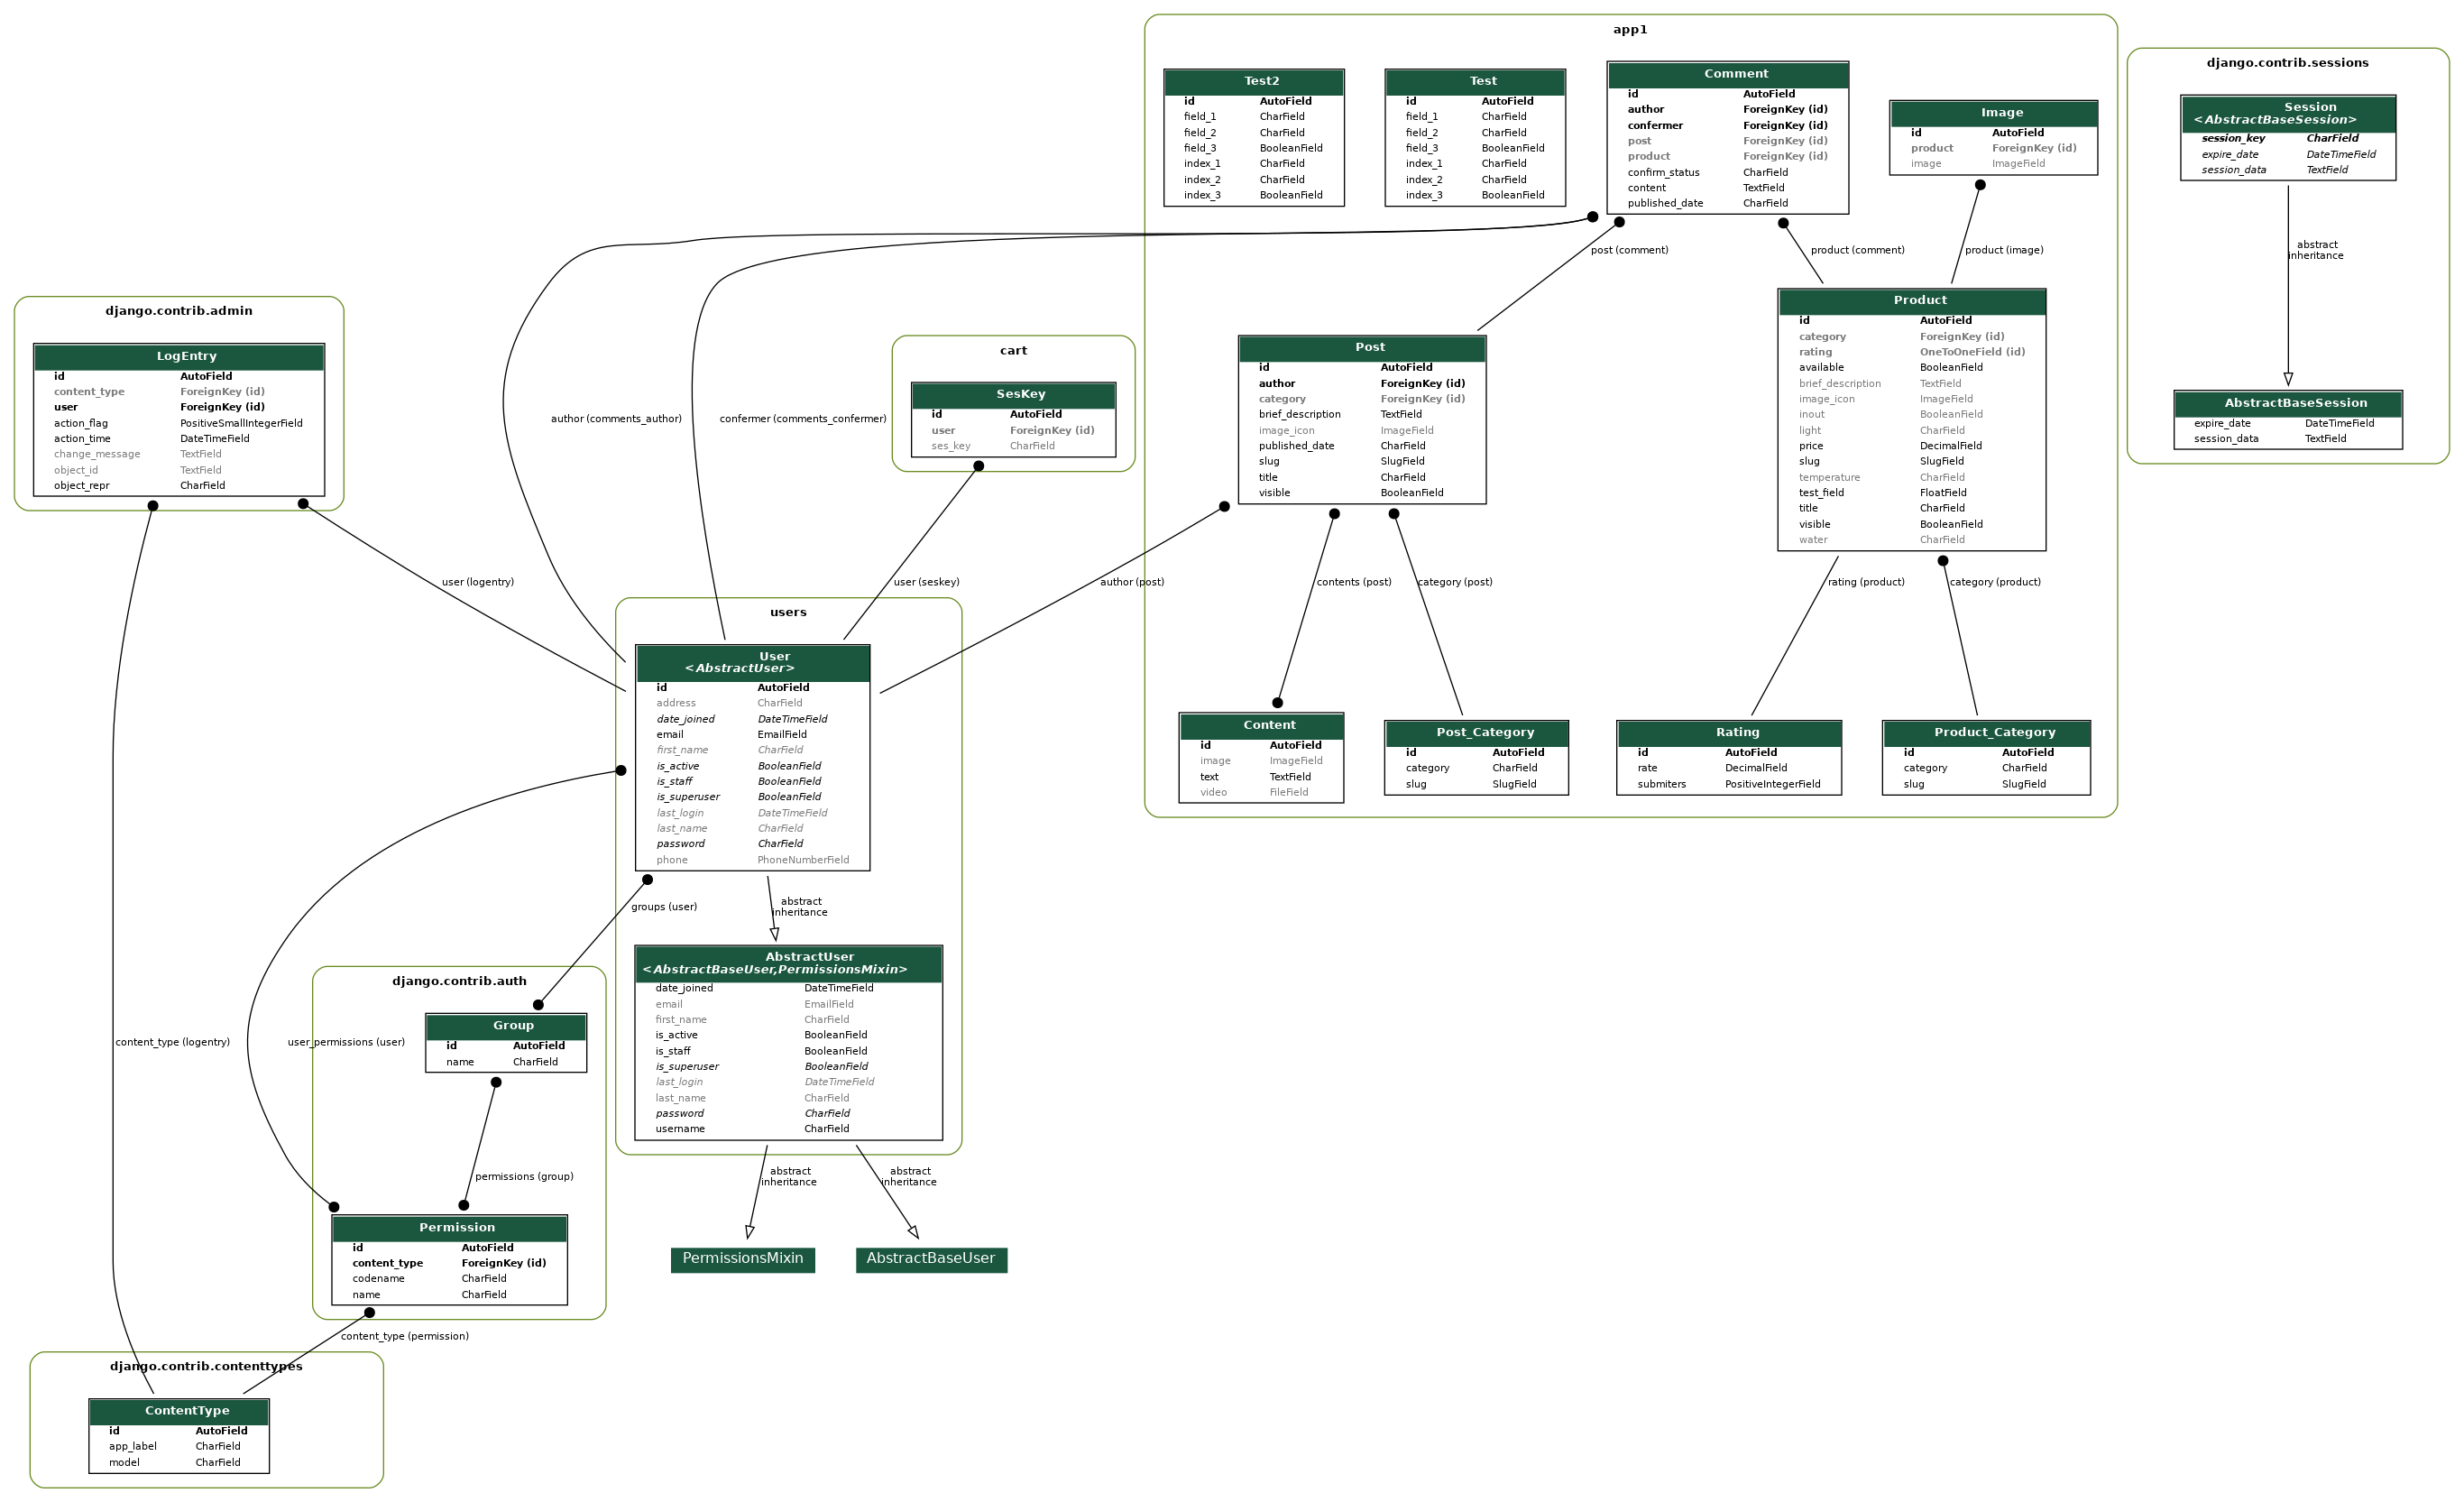 app1
Test2
id AutoField
field_1 CharField
field_2 CharField
field_3 BooleanField
index_1 CharField
index_2 CharField
index_3 BooleanField
Test
id AutoField
field_1 CharField
field_2 CharField
field_3 BooleanField
index_1 CharField
index_2 CharField
index_3 BooleanField
Comment
id AutoField
author ForeignKey (id)
confermer ForeignKey (id)
post ForeignKey (id)
product ForeignKey (id)
confirm_status CharField
content TextField
published_date CharField
Image
id AutoField
product ForeignKey (id)
image ImageField
django.contrib.sessions
Session
<AbstractBaseSession>
session_key CharField
expire_date DateTimeField
session_data TextField
abstract
inheritance
AbstractBaseSession
expire_date DateTimeField
session_data TextField
post (comment)
product (comment)
product (image)
django.contrib.admin
LogEntry
id AutoField
content_type ForeignKey (id)
user ForeignKey (id)
action_flag PositiveSmallIntegerField
action_time DateTimeField
change_message TextField
object_id TextField
object_repr CharField
author (comments_author)
confermer (comments_confermer)
cart
SesKey
id AutoField
user ForeignKey (id)
ses_key CharField
Post
id AutoField
author ForeignKey (id)
category ForeignKey (id)
brief_description TextField
image_icon ImageField
published_date CharField
slug SlugField
title CharField
visible BooleanField
Product
id AutoField
category ForeignKey (id)
rating OneToOneField (id)
available BooleanField
brief_description TextField
image_icon ImageField
inout BooleanField
light CharField
price DecimalField
slug SlugField
temperature CharField
test_field FloatField
title CharField
visible BooleanField
water CharField
user (logentry)
user (seskey)
author (post)
contents (post)
category (post)
rating (product)
category (product)
users
User
<AbstractUser>
id AutoField
address CharField
date_joined DateTimeField
email EmailField
first_name CharField
is_active BooleanField
is_staff BooleanField
is_superuser BooleanField
last_login DateTimeField
last_name CharField
password CharField
phone PhoneNumberField
Content
id AutoField
image ImageField
text TextField
video FileField
Post_Category
id AutoField
category CharField
slug SlugField
Rating
id AutoField
rate DecimalField
submiters PositiveIntegerField
Product_Category
id AutoField
category CharField
slug SlugField
groups (user)
abstract
inheritance
AbstractUser
<AbstractBaseUser,PermissionsMixin>
date_joined DateTimeField
email EmailField
first_name CharField
is_active BooleanField
is_staff BooleanField
is_superuser BooleanField
last_login DateTimeField
last_name CharField
password CharField
username CharField
django.contrib.auth
Group
id AutoField
name CharField
content_type (logentry)
user_permissions (user)
permissions (group)
abstract
inheritance
abstract
inheritance
Permission
id AutoField
content_type ForeignKey (id)
codename CharField
name CharField
PermissionsMixin
AbstractBaseUser
content_type (permission)
django.contrib.contenttypes
ContentType
id AutoField
app_label CharField
model CharField